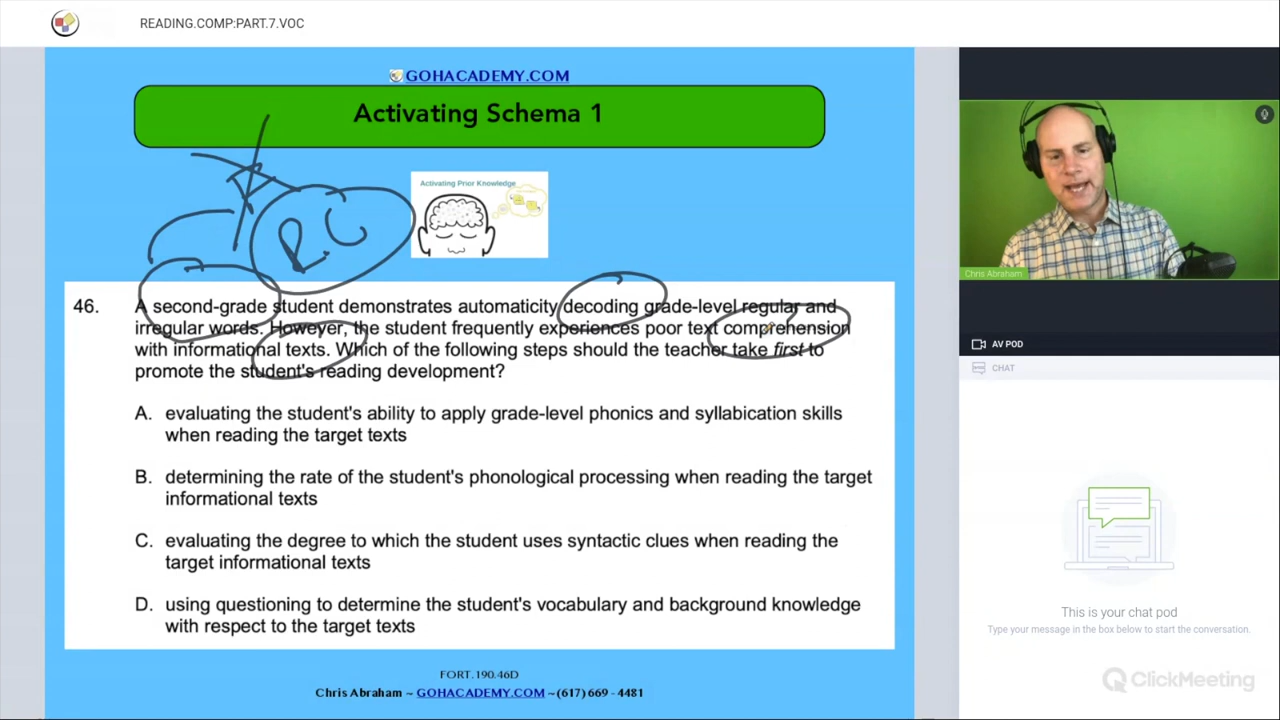 READING.COMP:PART.7.VOC
GOHACADEMY.COM
Activating Schema 1
Activating Prior Knowledge
R.C
46. A second-grade student demonstrates automaticity decoding grade-level regular and
irregular words. However, the student frequently experiences poor text comprehension
with informational texts. Which of the following steps should the teacher take first to
promote the student's reading development?
A. evaluating the student's ability to apply grade-level phonics and syllabication skills
when reading the target texts
B. determining the rate of the student's phonological processing when reading the target
informational texts
C. evaluating the degree to which the student uses syntactic clues when reading the
target informational texts
D. using questioning to determine the student's vocabulary and background knowledge
with respect to the target texts
FORT.190.46D
Chris Abraham ~ GOHACADEMY.COM ~(617) 669 - 4481
Chris Abraham
AV POD
CHAT
This is your chat pod
Type your message in the box below to start the conversation.
ClickMeeting